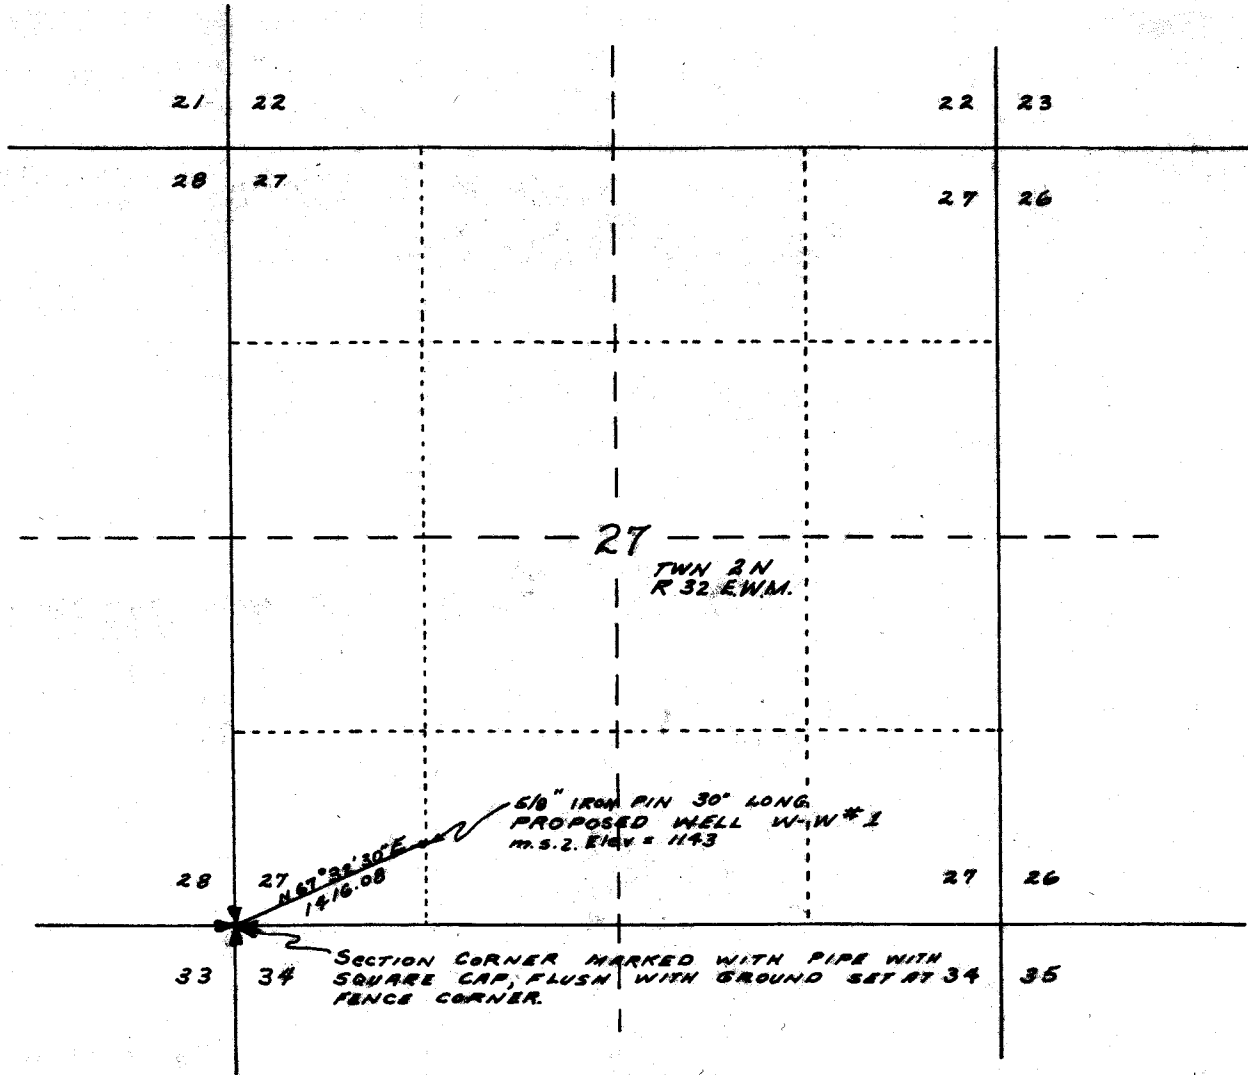 21 22
22 23
28 27
27 26
27
TWN 2N
R 32 E.W.M.
5/8" IRON PIN 30" LONG.
PROPOSED WELL W-W #1
m.s.l. Elev = 1143
N 67° 32' 30" E
1416.08
28 27
27 26
33 34
34 35
SECTION CORNER MARKED WITH PIPE WITH
SQUARE CAP, FLUSH WITH GROUND SET AT
FENCE CORNER.